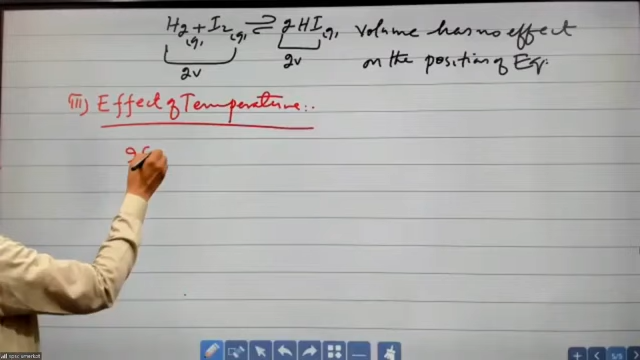 H2(g) + I2(g) ⇌ 2HI(g) Volume has no effect
2v 2v on the position of Eq.
III) Effect of Temperature:.